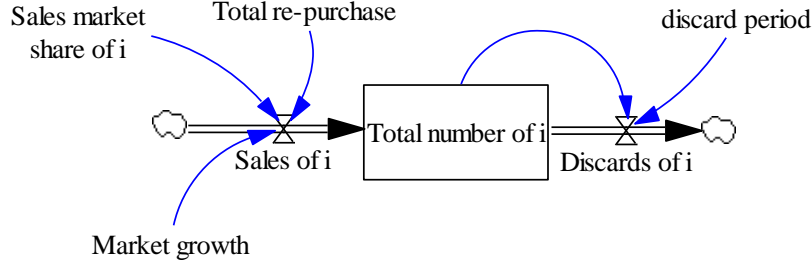 Sales market
share of i
Total re-purchase
discard period
Total number of i
Sales of i
Discards of i
Market growth